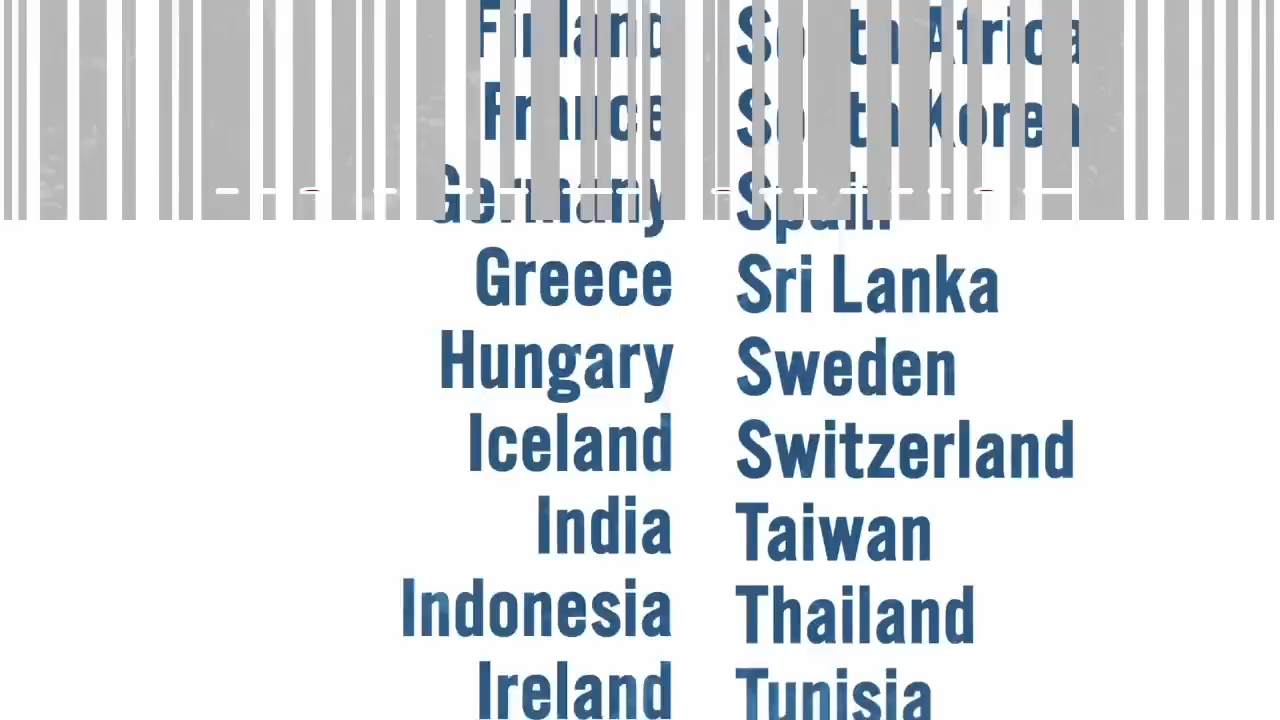 Finland
France
Germany
Greece
Hungary
Iceland
India
Indonesia
Ireland
South Africa
South Korea
Spain
Sri Lanka
Sweden
Switzerland
Taiwan
Thailand
Tunisia